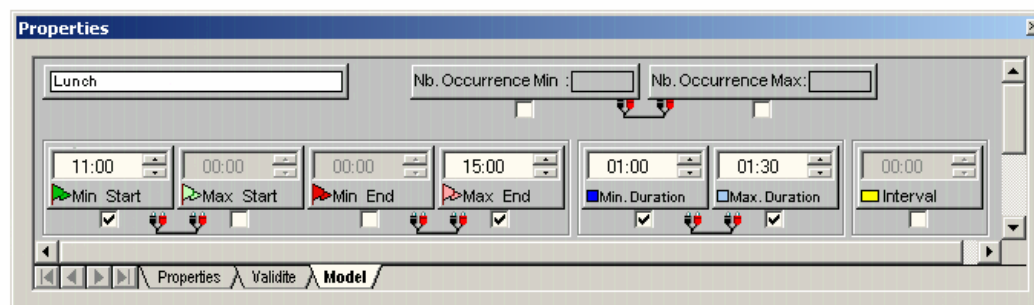 Properties
Lunch
Nb. Occurrence Min :
Nb. Occurrence Max:
11:00 00:00 00:00 15:00 01:00 01:30 00:00
Min Start Max Start Min End Max End Min. Duration Max. Duration Interval
Properties Validite Model